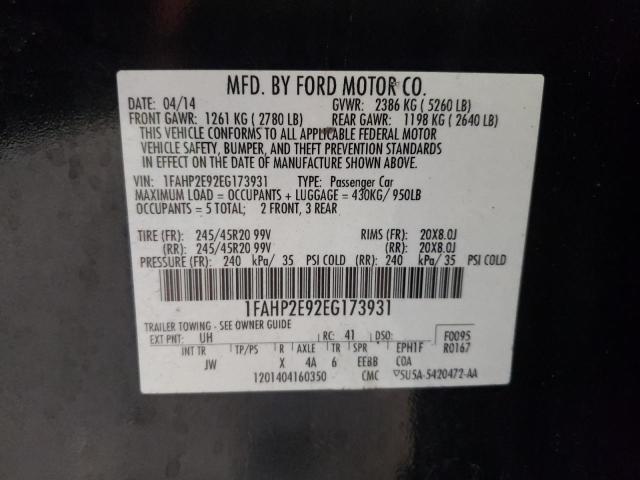 MFD. BY FORD MOTOR CO.
DATE: 04/14 GVWR: 2386 KG ( 5260 LB)
FRONT GAWR: 1261 KG ( 2780 LB) REAR GAWR: 1198 KG ( 2640 LB)
THIS VEHICLE CONFORMS TO ALL APPLICABLE FEDERAL MOTOR
VEHICLE SAFETY, BUMPER, AND THEFT PREVENTION STANDARDS
IN EFFECT ON THE DATE OF MANUFACTURE SHOWN ABOVE.
VIN: 1FAHP2E92EG173931 TYPE: Passenger Car
MAXIMUM LOAD = OCCUPANTS + LUGGAGE = 430KG/ 950LB
OCCUPANTS = 5 TOTAL; 2 FRONT, 3 REAR
TIRE (FR): 245/45R20 99V RIMS (FR): 20X8.0J
(RR): 245/45R20 99V (RR): 20X8.0J
PRESSURE (FR): 240 kPa/ 35 PSI COLD (RR): 240 kPa/ 35 PSI COLD
1FAHP2E92EG173931
TRAILER TOWING - SEE OWNER GUIDE
EXT PNT: UH RC: 41 DSO: F0095
INT TR TP/PS R AXLE TR SPR EPH1F R0167
JW X 4A 6 EEBB COA
1201404160350 CMC 5U5A-5420472-AA